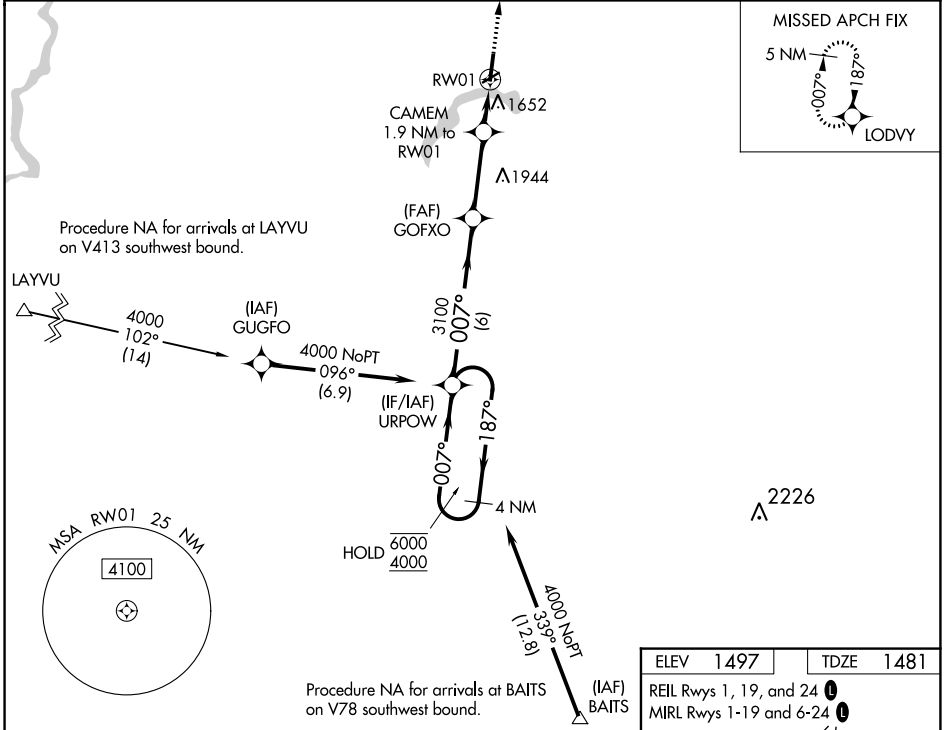 MISSED APCH FIX
5 NM
007°
187°
LODVY
RW01
1652
CAMEM
1.9 NM to
RW01
1944
(FAF)
GOFXO
Procedure NA for arrivals at LAYVU
on V413 southwest bound.
LAYVU
4000
102°
(14)
(IAF)
GUGFO
4000 NoPT
096°
(6.9)
3100
007°
(6)
(IF/IAF)
URPOW
007°
187°
4 NM
HOLD 6000
4000
2226
MSA RW01 25 NM
4100
4000 NoPT
339°
(12.8)
(IAF)
BAITS
Procedure NA for arrivals at BAITS
on V78 southwest bound.
ELEV 1497
TDZE 1481
REIL Rwys 1, 19, and 24 L
MIRL Rwys 1-19 and 6-24 L